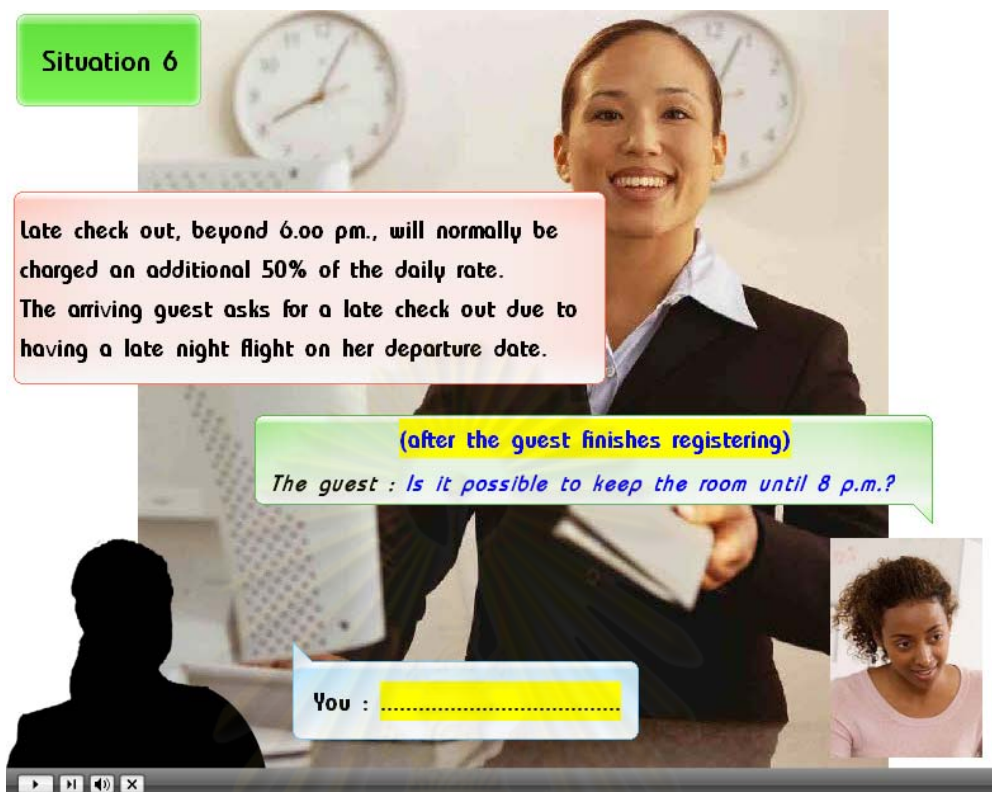 Situation 6
Late check out, beyond 6.00 pm., will normally be
charged an additional 50% of the daily rate.
The arriving guest asks for a late check out due to
having a late night flight on her departure date.
(after the guest finishes registering)
The guest : Is it possible to keep the room until 8 p.m.?
You : ......................................